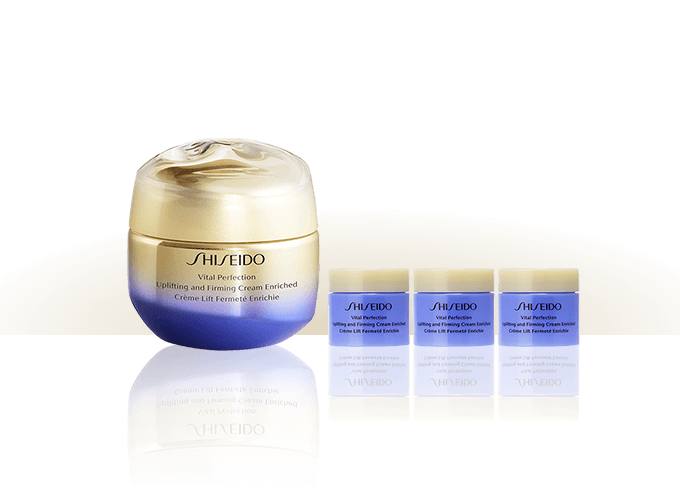 SHISEIDO
Vital Perfection
Uplifting and Firming Cream Enriched
Crème Lift Fermeté Enrichie
SHISEIDO
Vital Perfection
Uplifting and Firming Cream Enriched
Crème Lift Fermeté Enrichie
SHISEIDO
Vital Perfection
Uplifting and Firming Cream Enriched
Crème Lift Fermeté Enrichie
SHISEIDO
Vital Perfection
Uplifting and Firming Cream Enriched
Crème Lift Fermeté Enrichie